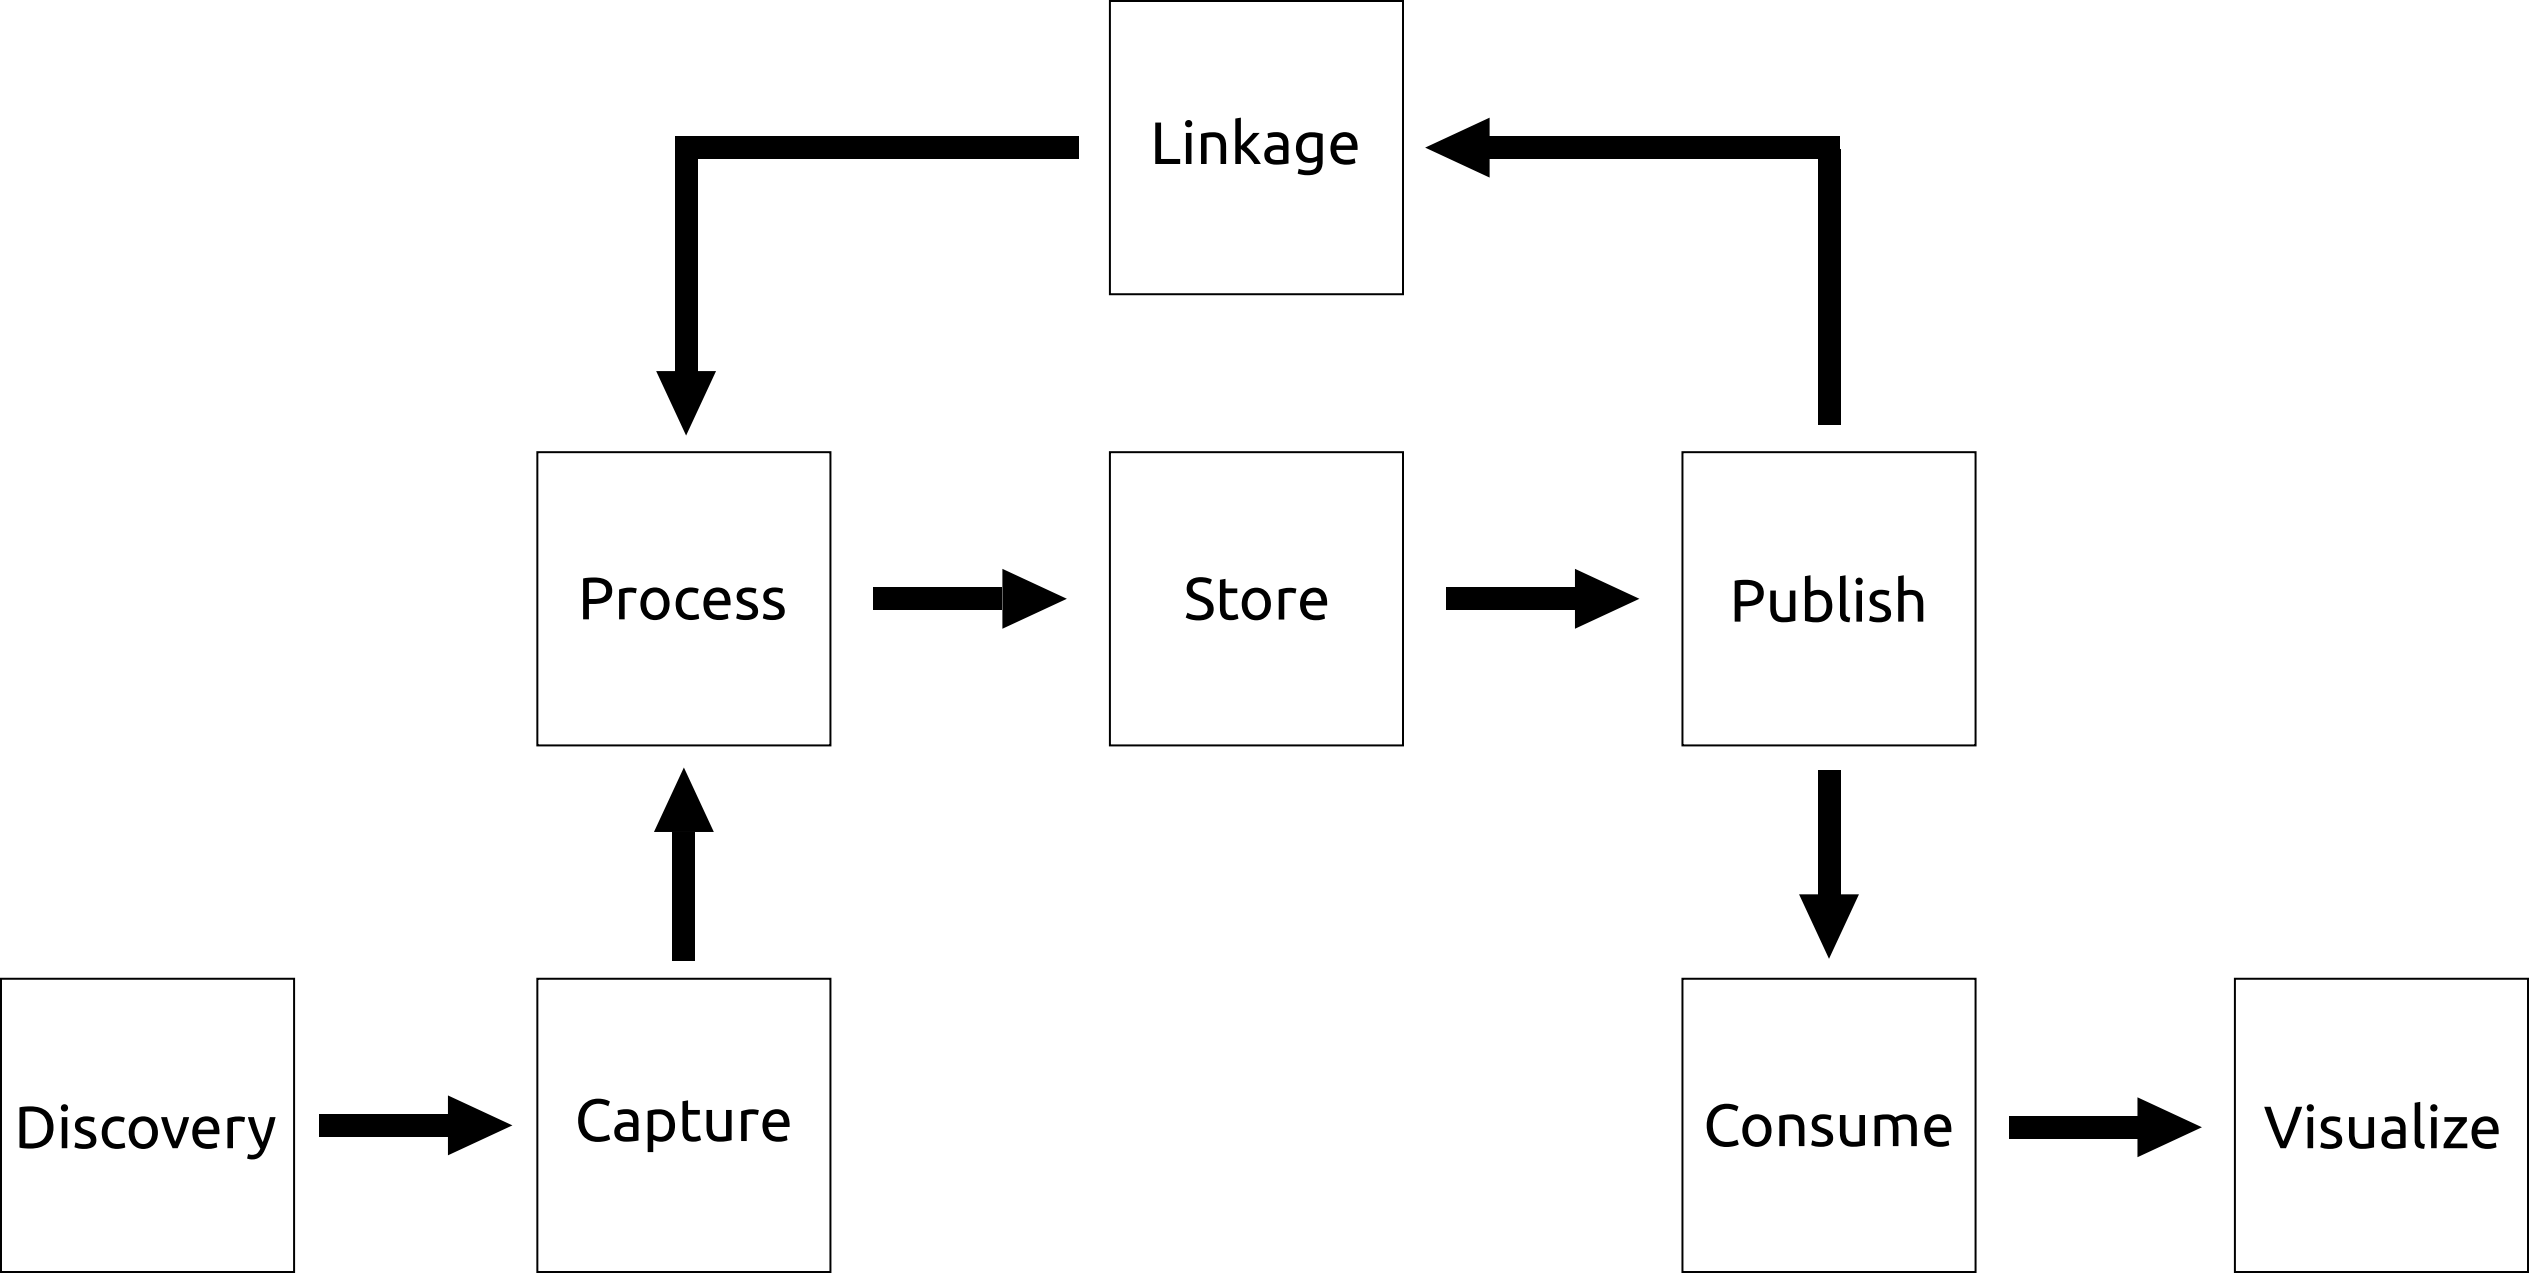 Linkage
Process
Store
Publish
Discovery
Capture
Consume
Visualize